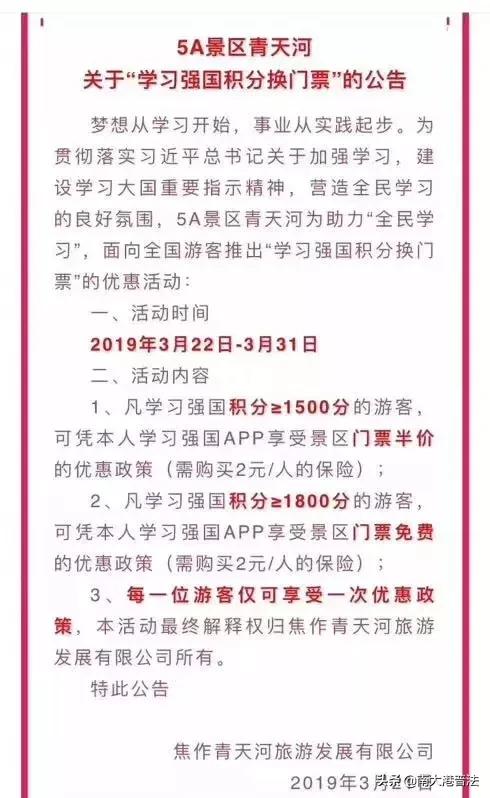 5A景区青天河
关于“学习强国积分换门票”的公告
梦想从学习开始，事业从实践起步。为
贯彻落实习近平总书记关于加强学习，建
设学习大国重要指示精神，营造全民学习
的良好氛围，5A景区青天河为助力“全民学
习”，面向全国游客推出“学习强国积分换门
票”的优惠活动：
一、活动时间
2019年3月22日-3月31日
二、活动内容
1、凡学习强国积分≥1500分的游客，
可凭本人学习强国APP享受景区门票半价
的优惠政策（需购买2元/人的保险）；
2、凡学习强国积分≥1800分的游客，
可凭本人学习强国APP享受景区门票免费
的优惠政策（需购买2元/人的保险）；
3、每一位游客仅可享受一次优惠政
策，本活动最终解释权归焦作青天河旅游
发展有限公司所有。
特此公告
焦作青天河旅游发展有限公司
2019年3月2
头条@南大港普法